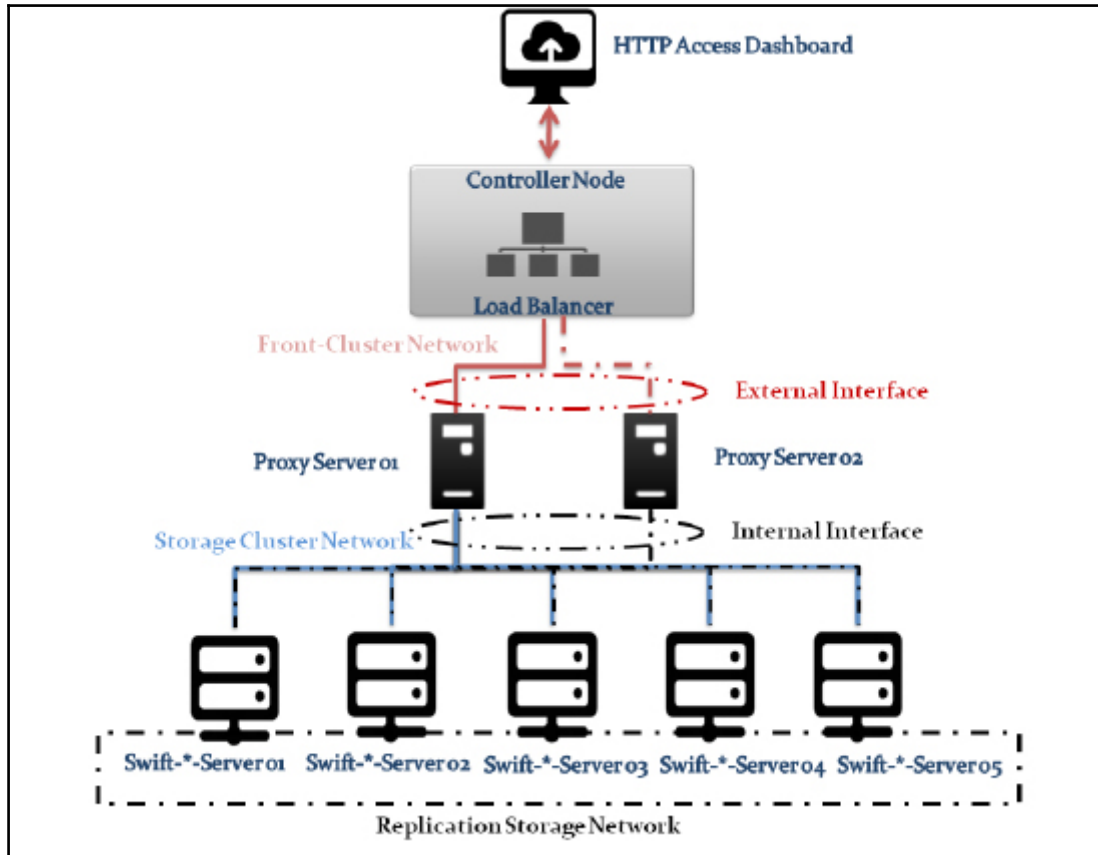 HTTP Access Dashboard
Controller Node
Load Balancer
Front-Cluster Network
External Interface
Proxy Server 01
Proxy Server 02
Storage Cluster Network
Internal Interface
Swift-*-Server 01
Swift-*-Server 02
Swift-*-Server 03
Swift-*-Server 04
Swift-*-Server 05
Replication Storage Network